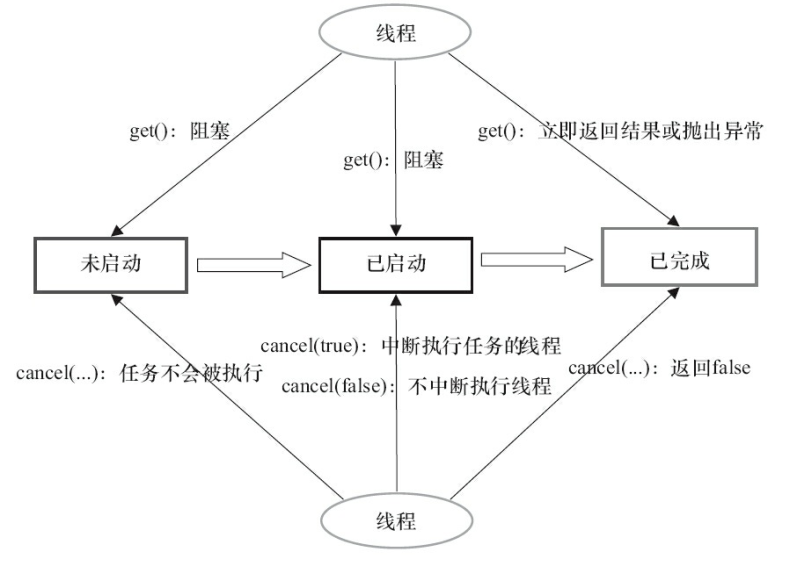 线程
get()：阻塞
get()：立即返回结果或抛出异常
get()：阻塞
未启动
已启动
已完成
cancel(true)：中断执行任务的线程
cancel(...)：任务不会被执行
cancel(...)：返回false
cancel(false)：不中断执行线程
线程